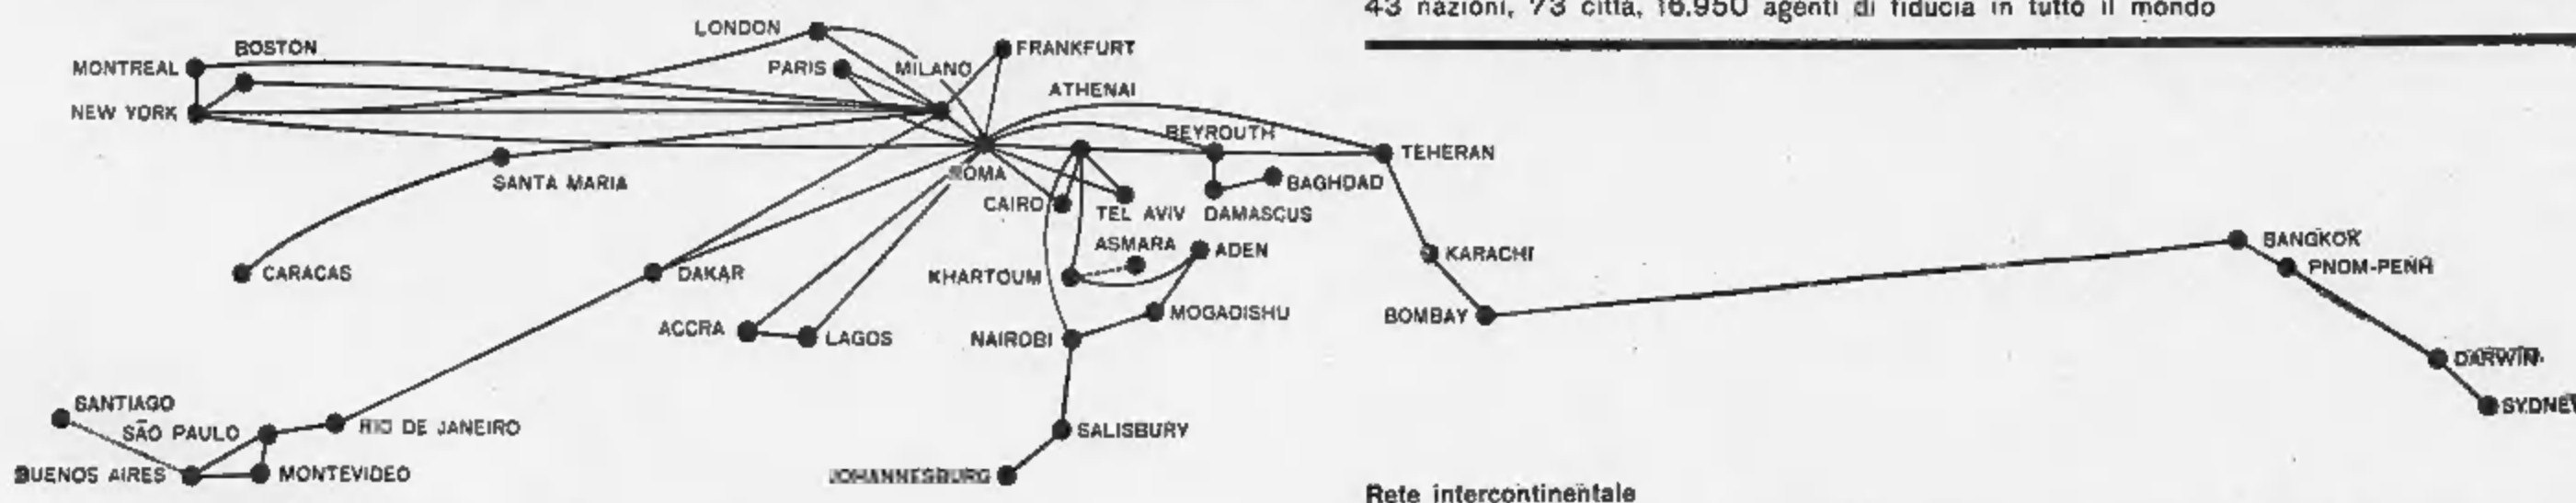 43 nazioni, 73 città, 16.950 agenti di fiducia in tutto il mondo
LONDON
BOSTON
FRANKFURT
MONTREAL
PARIS
MILANO
ATHENAI
NEW YORK
BEYROUTH
TEHERAN
ROMA
SANTA MARIA
BAGHDAD
CAIRO
TEL AVIV
DAMASCUS
ASMARA
ADEN
KARACHI
BANGKOK
PNOM-PENH
CARACAS
DAKAR
KHARTOUM
MOGADISHU
BOMBAY
ACCRA
LAGOS
NAIROBI
DARWIN
SANTIAGO
SYDNEY
SÃO PAULO
RIO DE JANEIRO
SALISBURY
BUENOS AIRES
MONTEVIDEO
JOHANNESBURG
Rete intercontinentale